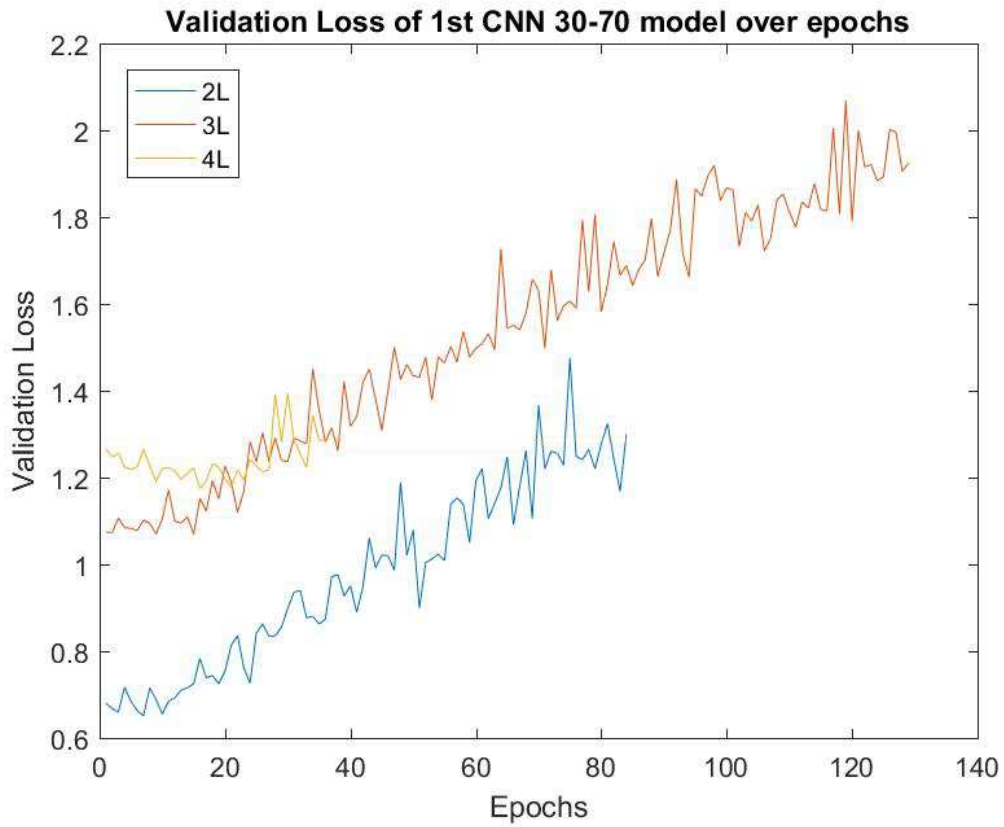 Validation Loss of 1st CNN 30-70 model over epochs
2.2
2
1.8
1.6
1.4
1.2
1
0.8
0.6
Validation Loss
2L
3L
4L
0 20 40 60 80 100 120 140
Epochs